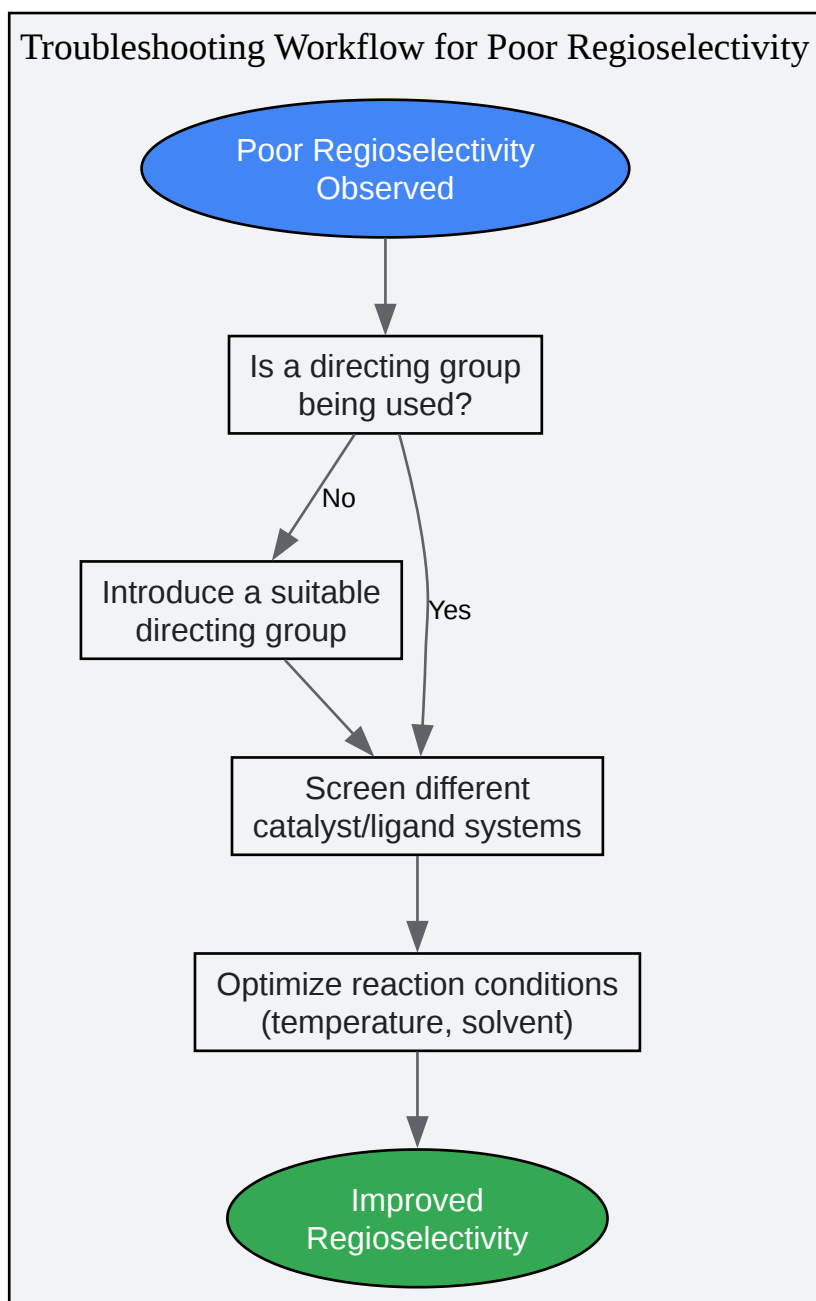 Troubleshooting Workflow for Poor Regioselectivity
Poor Regioselectivity
Observed
Is a directing group
being used?
No
Introduce a suitable
directing group
Yes
Screen different
catalyst/ligand systems
Optimize reaction conditions
(temperature, solvent)
Improved
Regioselectivity